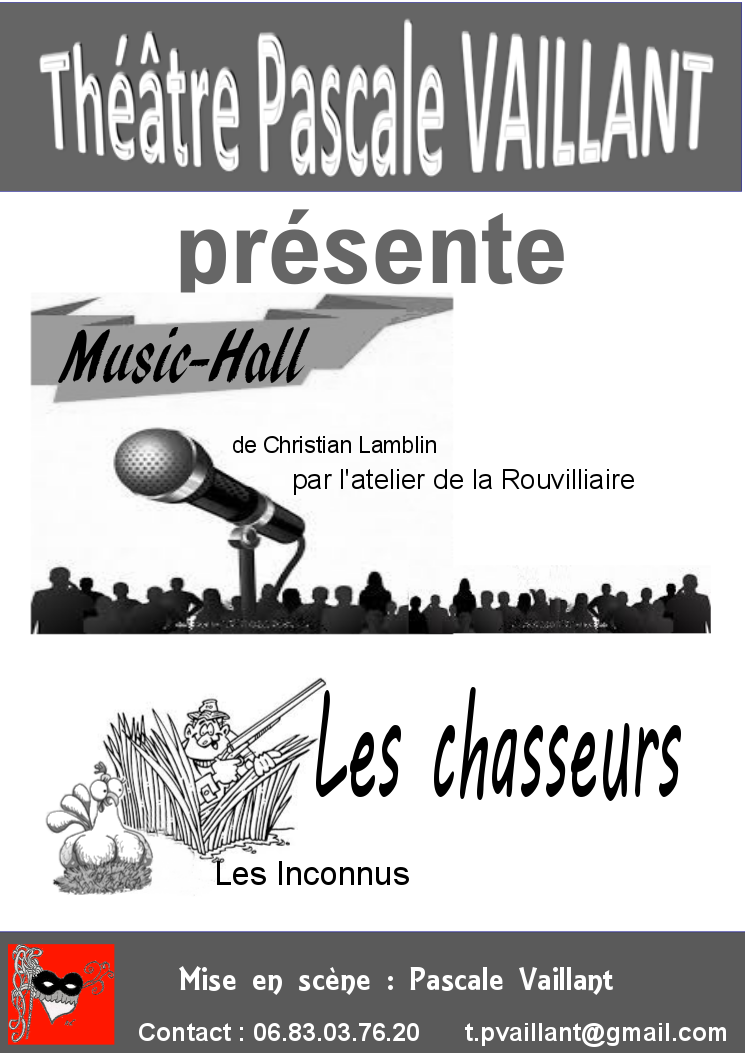 Théâtre Pascale VAILLANT
présente
Music-Hall
de Christian Lamblin
par l'atelier de la Rouvilliaire
Les chasseurs
Les Inconnus
Mise en scène : Pascale Vaillant
Contact : 06.83.03.76.20 t.pvaillant@gmail.com